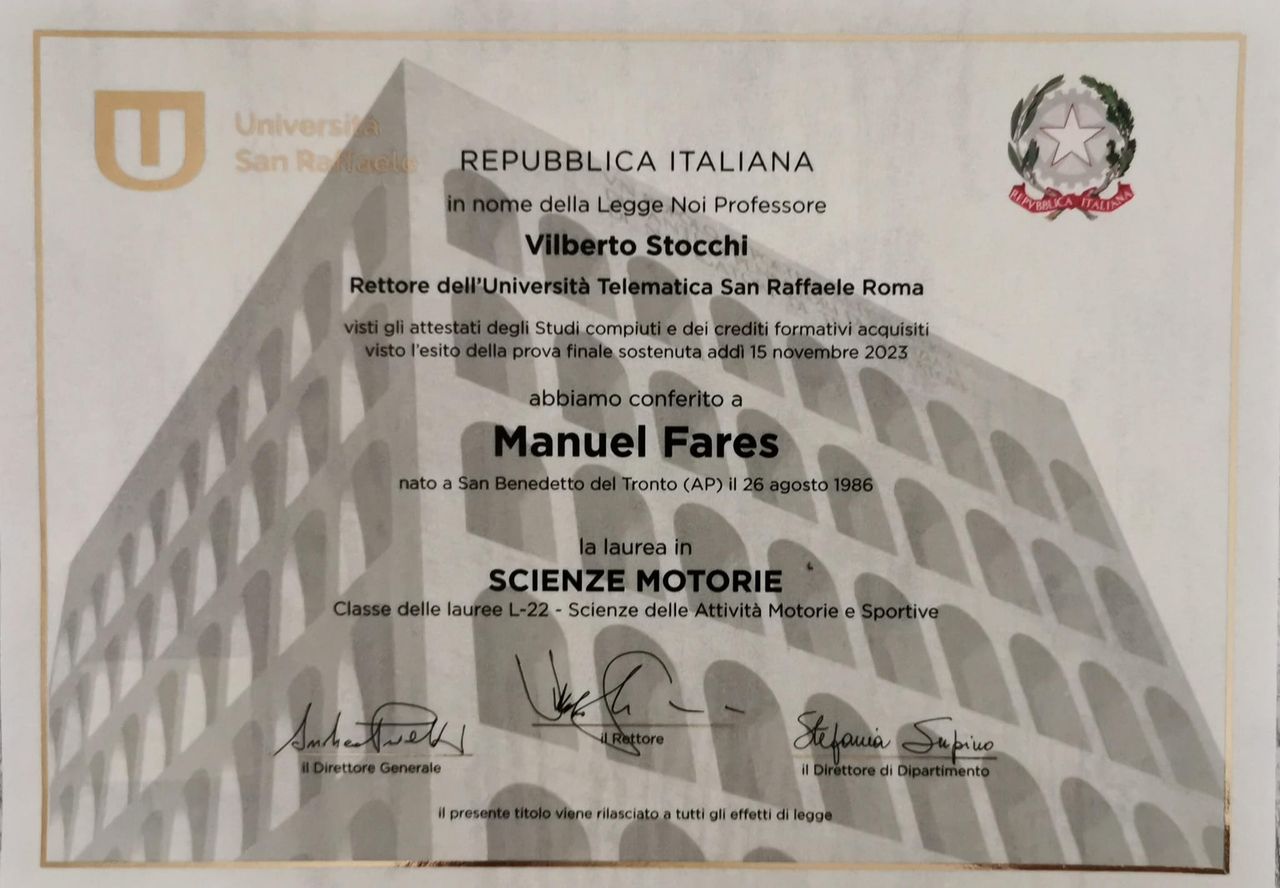 Università
San Raffaele
REPUBBLICA ITALIANA
REPVBBLICA ITALIANA
in nome della Legge Noi Professore
Vilberto Stocchi
Rettore dell'Università Telematica San Raffaele Roma
visti gli attestati degli Studi compiuti e dei crediti formativi acquisiti
visto l'esito della prova finale sostenuta addì 15 novembre 2023
abbiamo conferito a
Manuel Fares
nato a San Benedetto del Tronto (AP) il 26 agosto 1986
la laurea in
SCIENZE MOTORIE
Classe delle lauree L-22 - Scienze delle Attività Motorie e Sportive
Stefania Supino
il Direttore Generale
il Rettore
il Direttore di Dipartimento
il presente titolo viene rilasciato a tutti gli effetti di legge